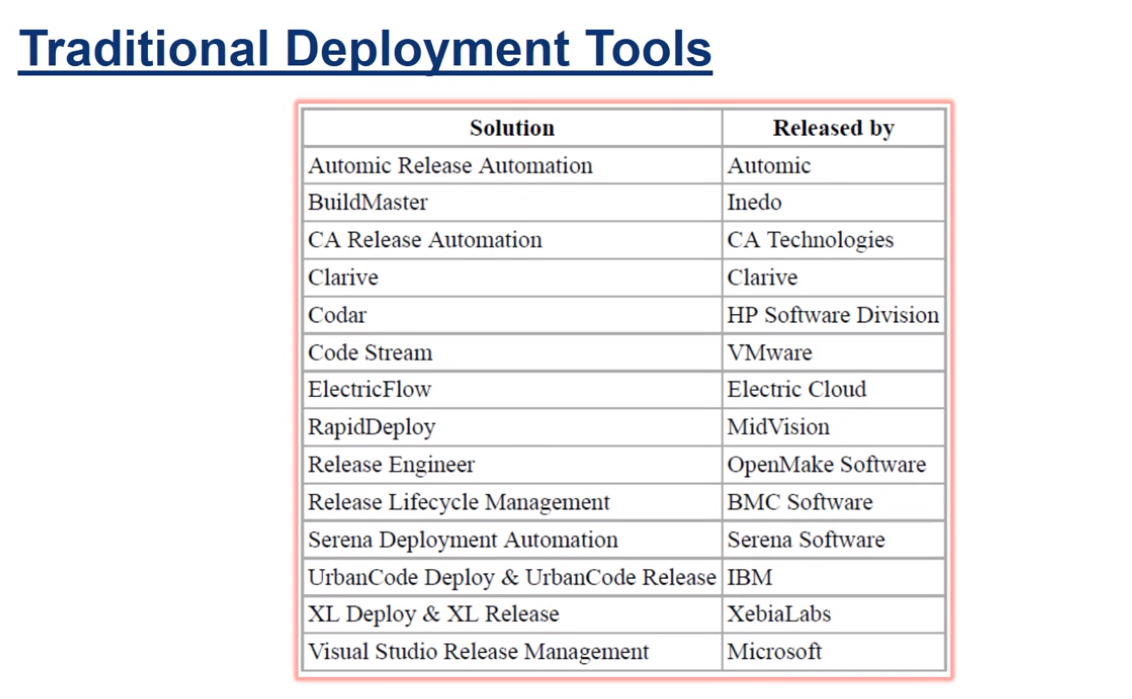 Traditional Deployment Tools
Solution Released by
Automic Release Automation Automic
BuildMaster Inedo
CA Release Automation CA Technologies
Clarive Clarive
Codar HP Software Division
Code Stream VMware
ElectricFlow Electric Cloud
RapidDeploy MidVision
Release Engineer OpenMake Software
Release Lifecycle Management BMC Software
Serena Deployment Automation Serena Software
UrbanCode Deploy & UrbanCode Release IBM
XL Deploy & XL Release XebiaLabs
Visual Studio Release Management Microsoft